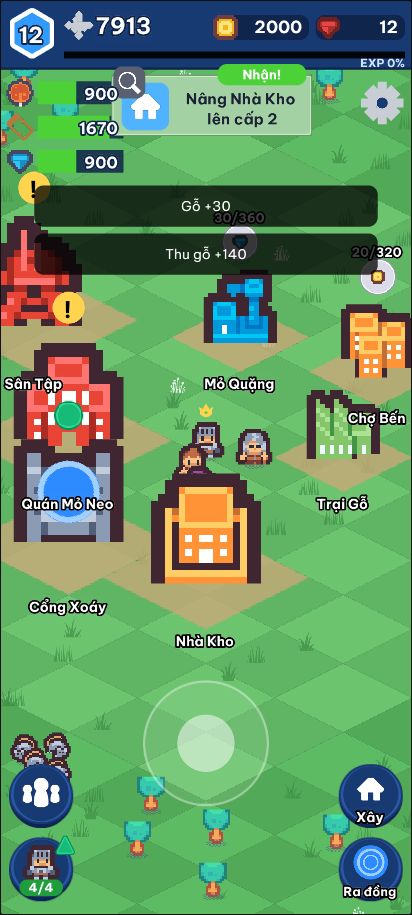 12
7913
2000
12
EXP 0%
900
Nhận!
Nâng Nhà Kho
lên cấp 2
1670
900
!
Gỗ +30
30/360
Thu gỗ +140
20/320
!
Sân Tập
Mỏ Quặng
Chợ Bến
Quán Mỏ Neo
Trại Gỗ
Cổng Xoáy
Nhà Kho
Xây
4/4
Ra đồng